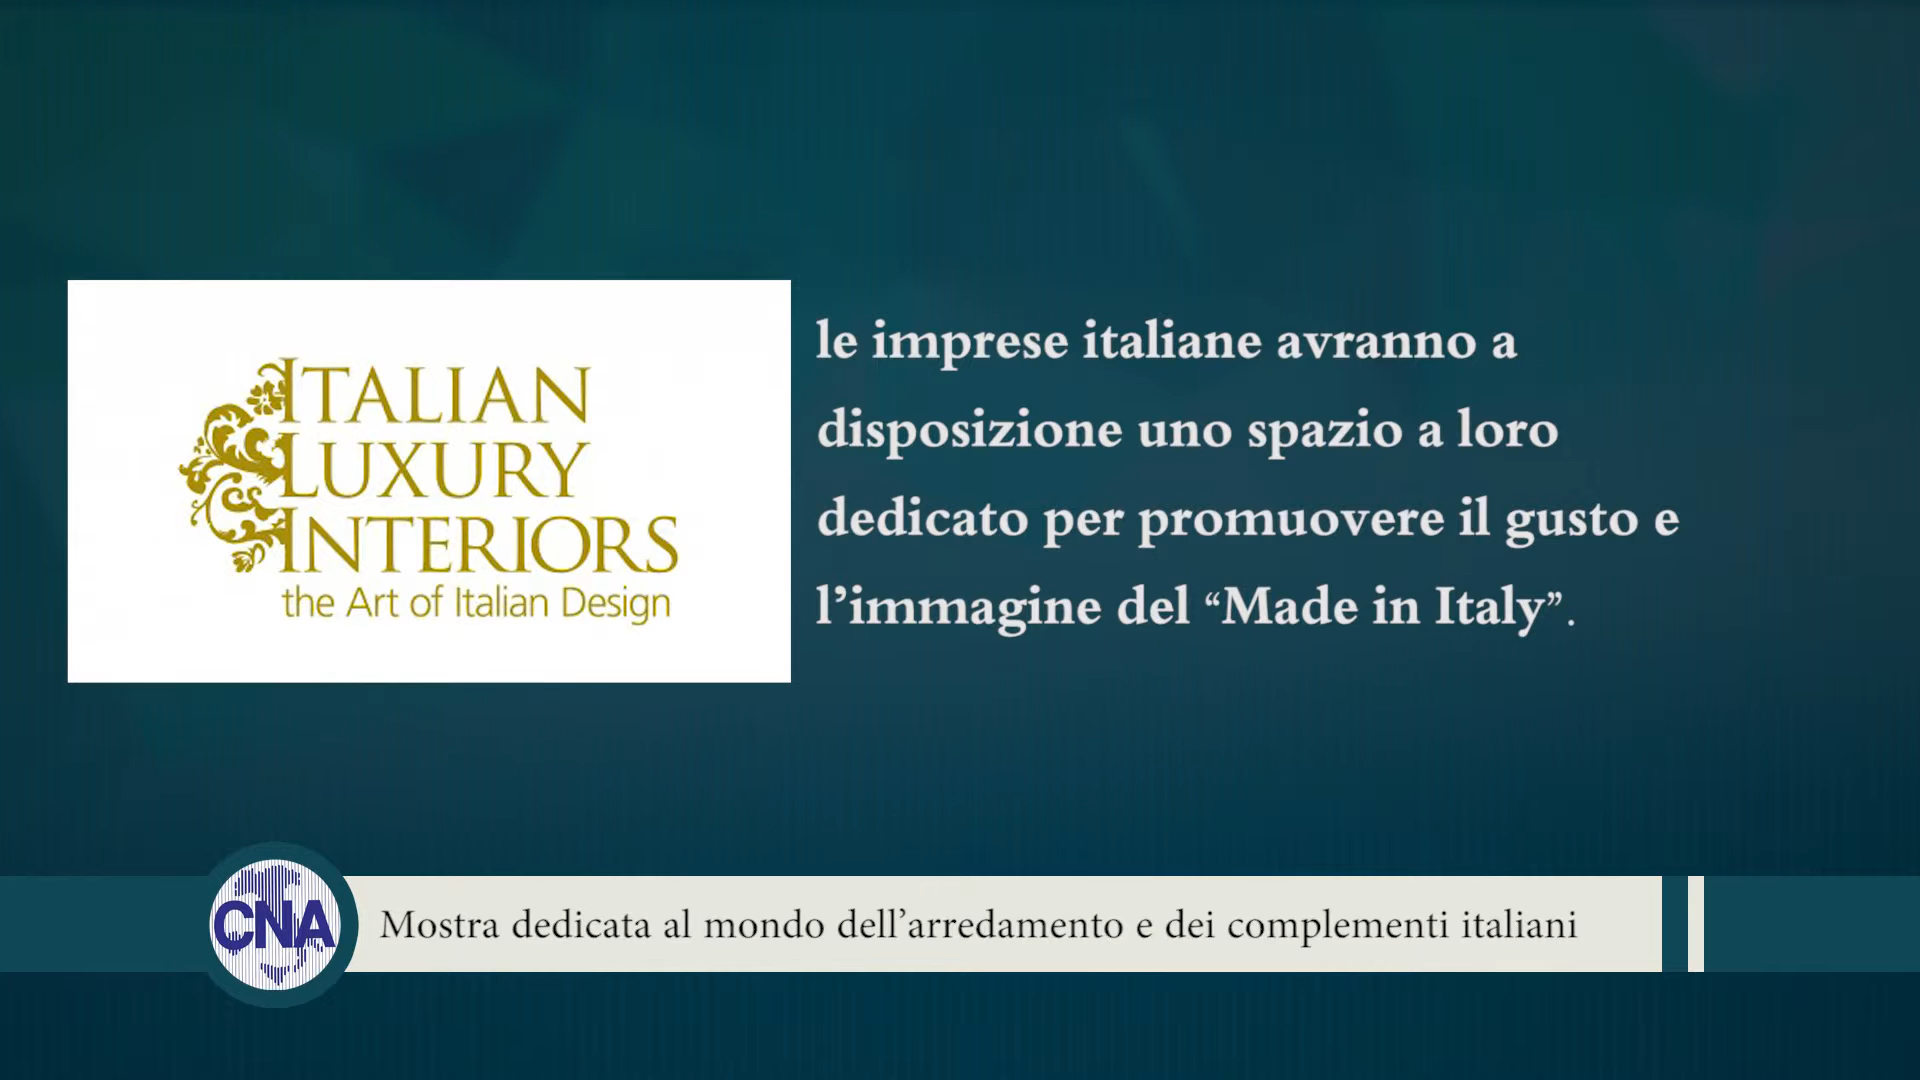 ITALIAN
LUXURY
INTERIORS
the Art of Italian Design
le imprese italiane avranno a
disposizione uno spazio a loro
dedicato per promuovere il gusto e
l’immagine del “Made in Italy”.
CNA
Mostra dedicata al mondo dell’arredamento e dei complementi italiani